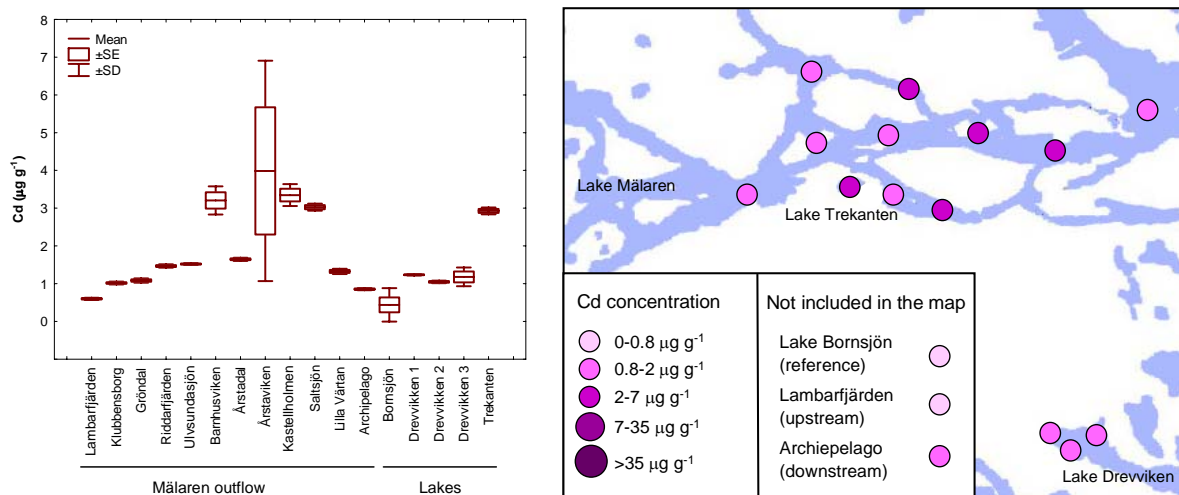 8
7
6
5
4
3
2
1
0
Cd (µg g-1)
Mean
±SE
±SD
Lambarfjärden
Klubbensborg
Gröndal
Riddarfjärden
Ulvsundasjön
Barnhusviken
Årstadal
Årstaviken
Kastellholmen
Saltsjön
Lilla Värtan
Archipelago
Bornsjön
Drevvikken 1
Drevvikken 2
Drevvikken 3
Trekanten
Mälaren outflow
Lakes
Lake Mälaren
Lake Trekanten
Lake Drevviken
Cd concentration
0-0.8 µg g-1
0.8-2 µg g-1
2-7 µg g-1
7-35 µg g-1
>35 µg g-1
Not included in the map
Lake Bornsjön
(reference)
Lambarfjärden
(upstream)
Archiepelago
(downstream)